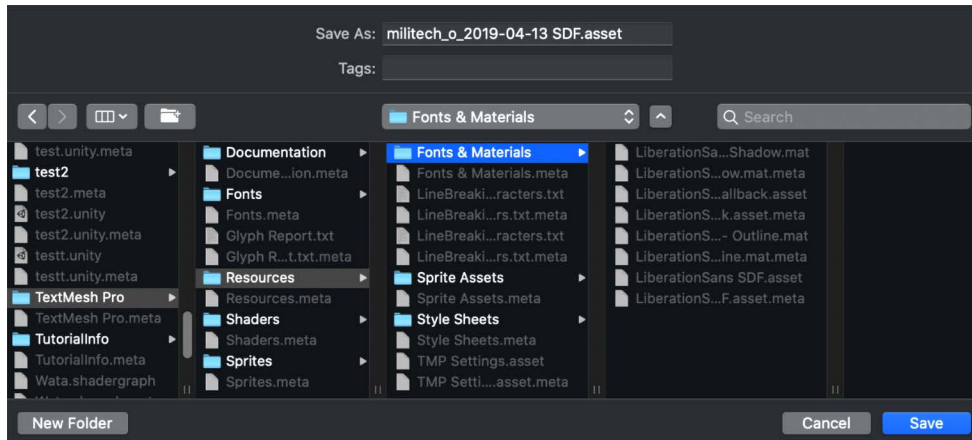 Save As: militech_o_2019-04-13 SDF.asset
Tags:
Fonts & Materials
Search
test.unity.meta
test2
test2.meta
test2.unity
test2.unity.meta
testt.unity
testt.unity.meta
TextMesh Pro
TextMesh Pro.meta
TutorialInfo
TutorialInfo.meta
Wata.shadergraph
Documentation
Docume...ion.meta
Fonts
Fonts.meta
Glyph Report.txt
Glyph R...t.txt.meta
Resources
Resources.meta
Shaders
Shaders.meta
Sprites
Sprites.meta
Fonts & Materials
Fonts & Materials.meta
LineBreaki...racters.txt
LineBreaki...rs.txt.meta
LineBreaki...racters.txt
LineBreaki...rs.txt.meta
Sprite Assets
Sprite Assets.meta
Style Sheets
Style Sheets.meta
TMP Settings.asset
TMP Setti....asset.meta
LiberationSa...Shadow.mat
LiberationS...ow.mat.meta
LiberationS...allback.asset
LiberationS...k.asset.meta
LiberationS...- Outline.mat
LiberationS...ine.mat.meta
LiberationSans SDF.asset
LiberationS...F.asset.meta
New Folder
Cancel
Save